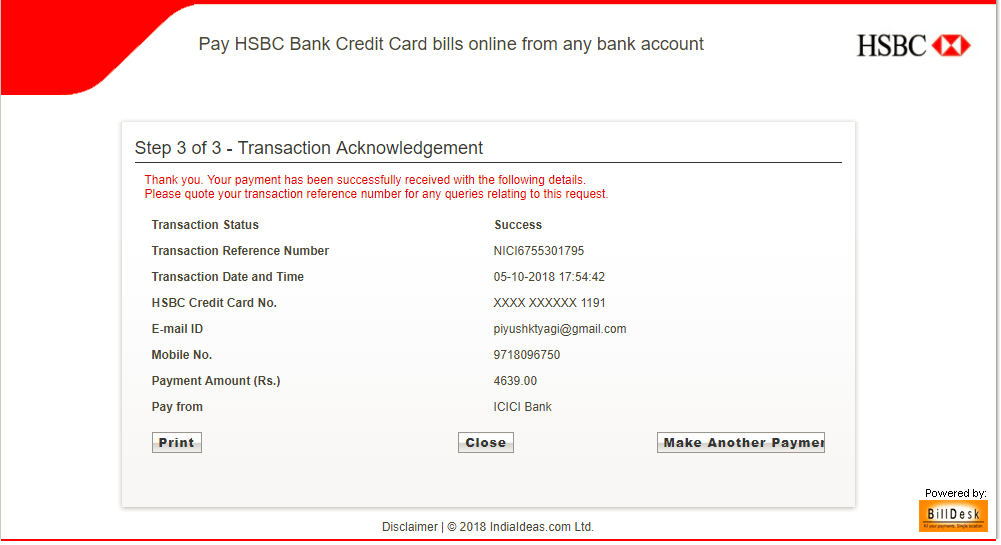 Pay HSBC Bank Credit Card bills online from any bank account
HSBC
Step 3 of 3 - Transaction Acknowledgement
Thank you. Your payment has been successfully received with the following details.
Please quote your transaction reference number for any queries relating to this request.
Transaction Status Success
Transaction Reference Number NICI6755301795
Transaction Date and Time 05-10-2018 17:54:42
HSBC Credit Card No. XXXX XXXXXX 1191
E-mail ID piyushktyagi@gmail.com
Mobile No. 9718096750
Payment Amount (Rs.) 4639.00
Pay from ICICI Bank
Print Close Make Another Paymer
Powered by:
BillDesk
All your payments. Single location
Disclaimer | © 2018 IndiaIdeas.com Ltd.